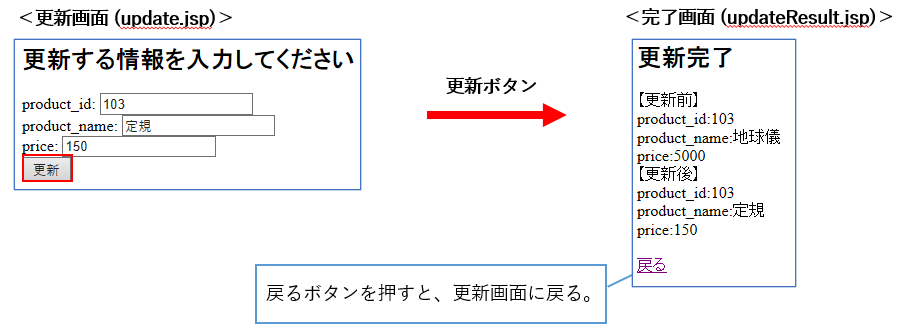 ＜更新画面 (update.jsp)＞
更新する情報を入力してください
product_id: 103
product_name: 定規
price: 150
更新
更新ボタン
＜完了画面 (updateResult.jsp)＞
更新完了
【更新前】
product_id:103
product_name:地球儀
price:5000
【更新後】
product_id:103
product_name:定規
price:150
戻る
戻るボタンを押すと、更新画面に戻る。